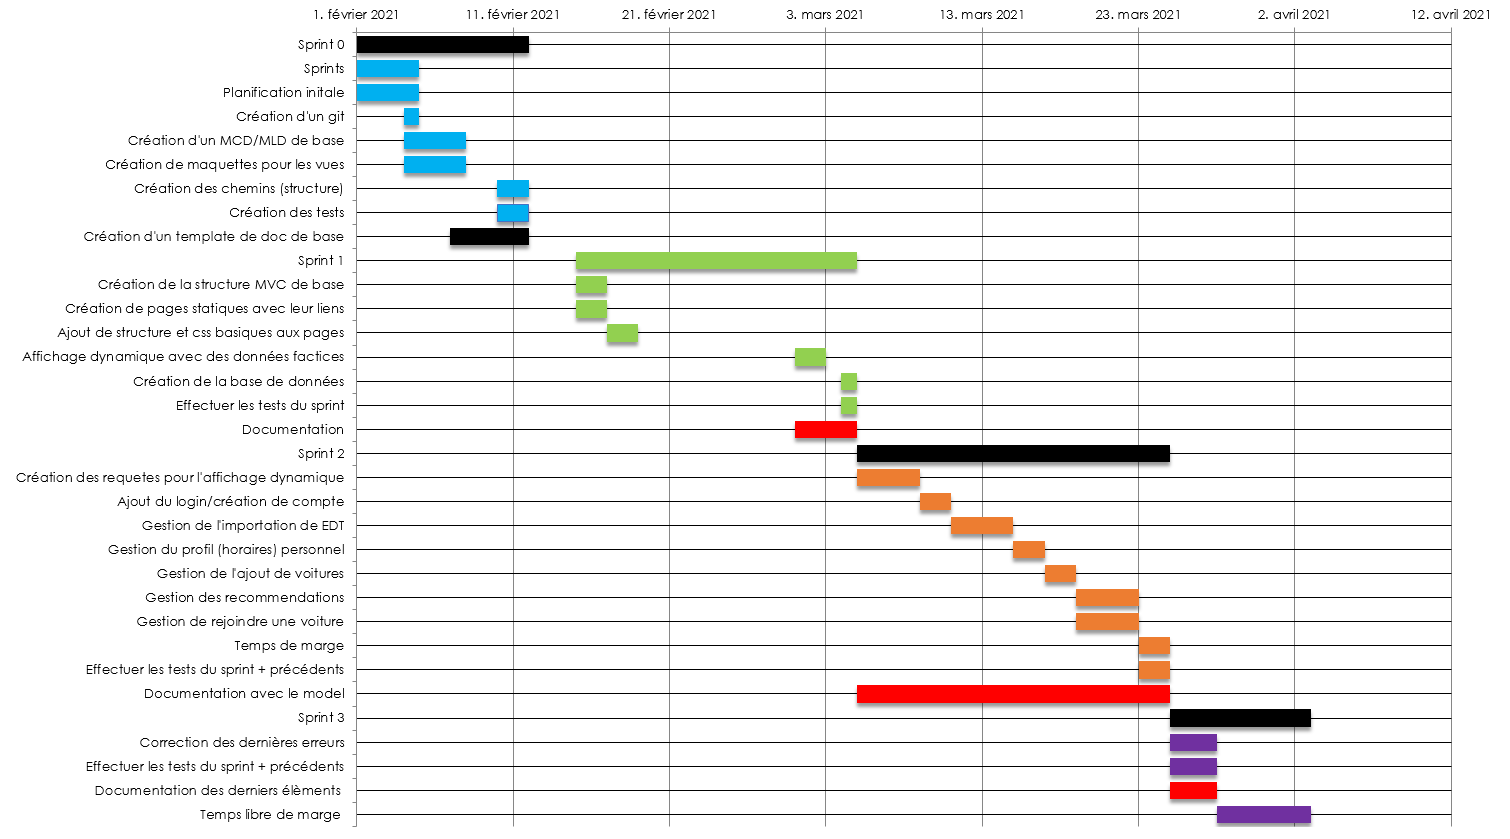 1. février 2021 11. février 2021 21. février 2021 3. mars 2021 13. mars 2021 23. mars 2021 2. avril 2021 12. avril 2021
Sprint 0
Sprints
Planification initale
Création d'un git
Création d'un MCD/MLD de base
Création de maquettes pour les vues
Création des chemins (structure)
Création des tests
Création d'un template de doc de base
Sprint 1
Création de la structure MVC de base
Création de pages statiques avec leur liens
Ajout de structure et css basiques aux pages
Affichage dynamique avec des données factices
Création de la base de données
Effectuer les tests du sprint
Documentation
Sprint 2
Création des requetes pour l'affichage dynamique
Ajout du login/création de compte
Gestion de l'importation de EDT
Gestion du profil (horaires) personnel
Gestion de l'ajout de voitures
Gestion des recommendations
Gestion de rejoindre une voiture
Temps de marge
Effectuer les tests du sprint + précédents
Documentation avec le model
Sprint 3
Correction des dernières erreurs
Effectuer les tests du sprint + précédents
Documentation des derniers élèments
Temps libre de marge